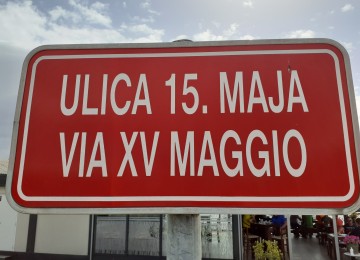 ULICA 15. MAJA
VIA XV MAGGIO